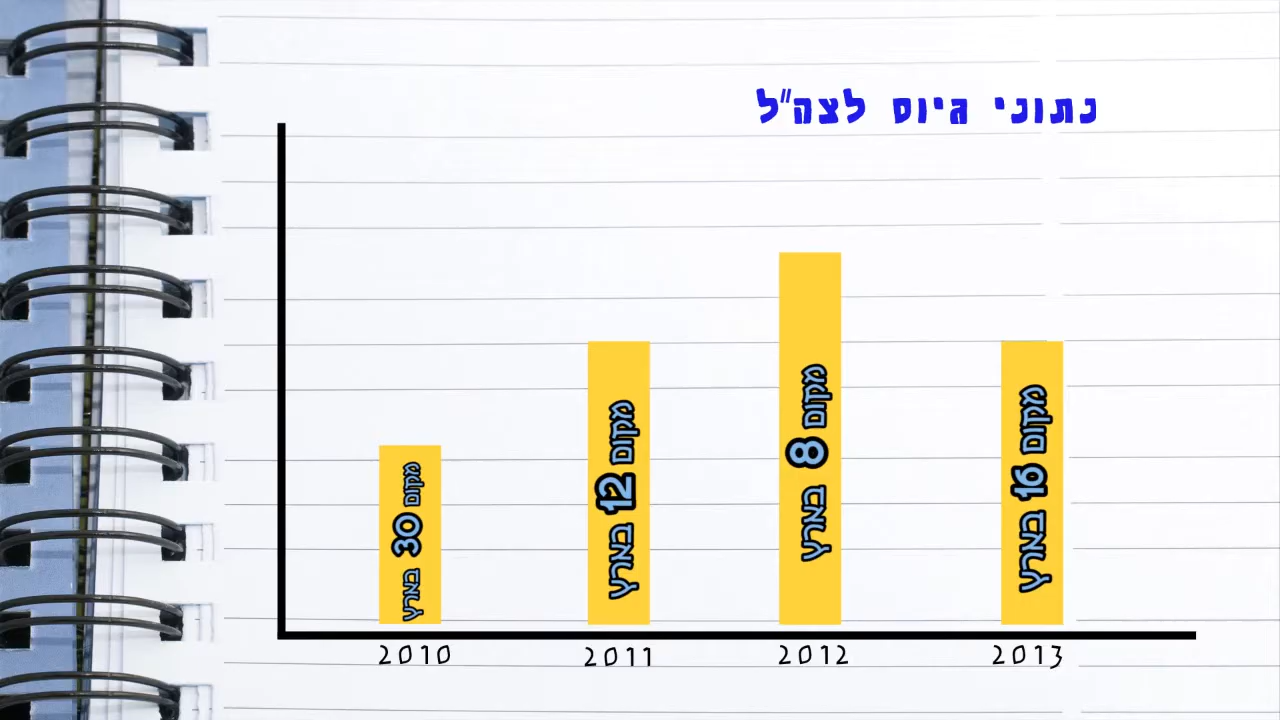 נתוני גיוס לצה"ל
מקום 30 בארץ
מקום 12 בארץ
מקום 8 בארץ
מקום 16 בארץ
2010 2011 2012 2013